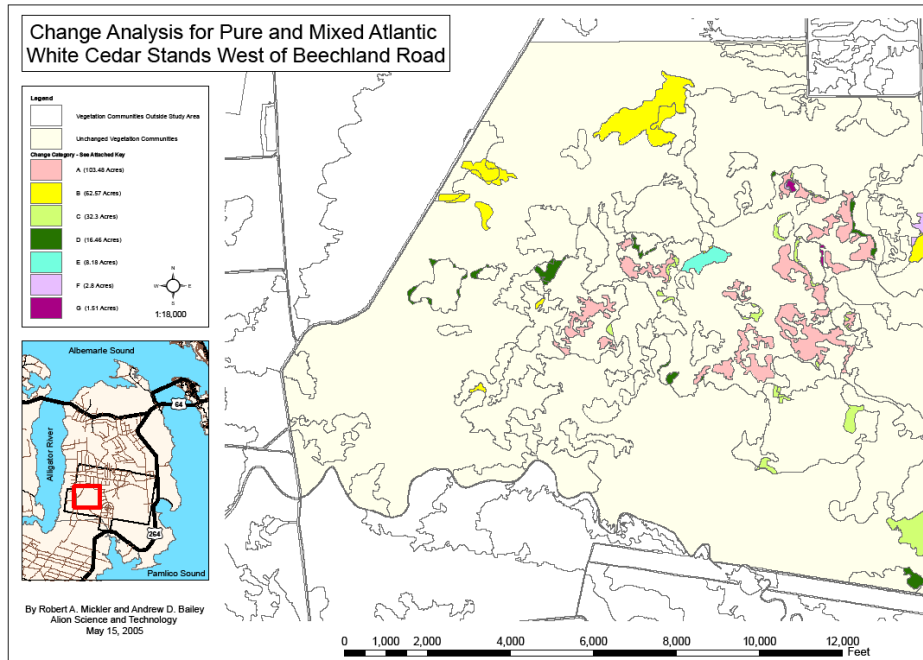 Change Analysis for Pure and Mixed Atlantic
White Cedar Stands West of Beechland Road
Legend
Vegetation Communities Outside Study Area
Unchanged Vegetation Communities
Change Category - See Attached Key
A (103.48 Acres)
B (62.57 Acres)
C (32.3 Acres)
D (16.46 Acres)
E (8.18 Acres)
F (2.8 Acres)
G (1.51 Acres)
N
W E
S
1:18,000
Albemarle Sound
64
Alligator River
264
Pamlico Sound
By Robert A. Mickler and Andrew D. Bailey
Alion Science and Technology
May 15, 2005
0 1,000 2,000 4,000 6,000 8,000 10,000 12,000
Feet